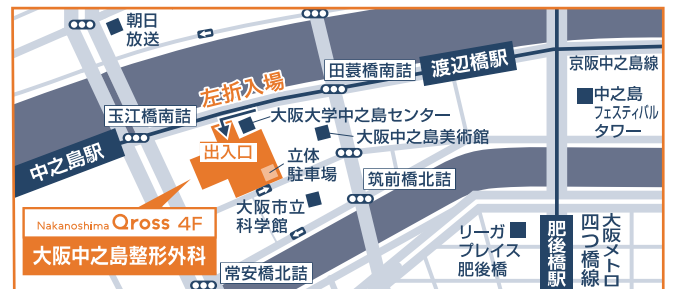 朝日
放送
田蓑橋南詰
渡辺橋駅
京阪中之島線
左折入場
玉江橋南詰
大阪大学中之島センター
中之島
フェスティバル
タワー
大阪中之島美術館
中之島駅
出入口
立体
駐車場
筑前橋北詰
大阪市立
科学館
Nakanoshima Qross 4F
大阪中之島整形外科
リーガ
プレイス
肥後橋
肥後橋駅
大阪メトロ
四つ橋線
常安橋北詰